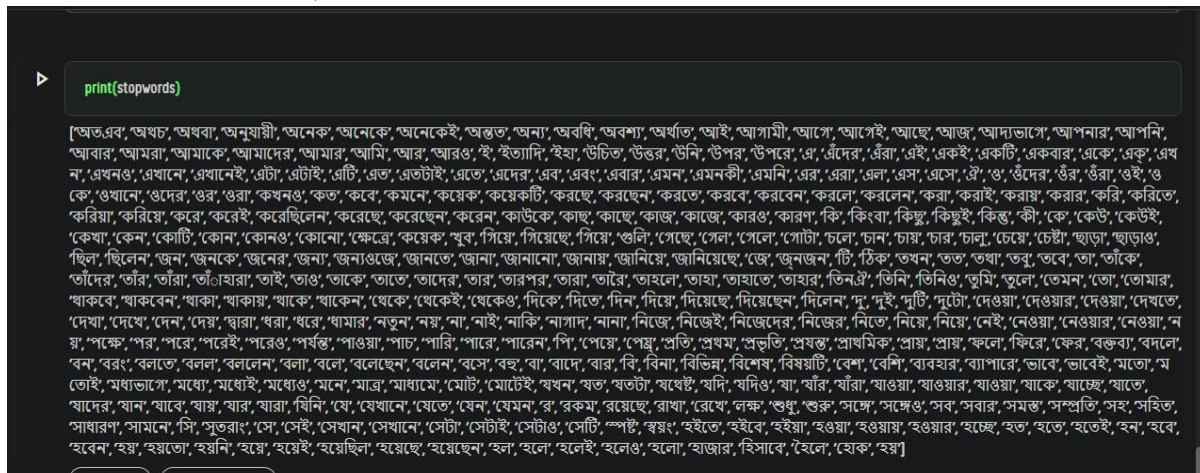 print(stopwords)
['অতএব', 'অথচ', 'অথবা', 'অনুযায়ী', 'অনেক', 'অনেকে', 'অনেকেই', 'অন্তত', 'অন্য', 'অবধি', 'অবশ্য', 'অর্থাত', 'আই', 'আগামী', 'আগে', 'আগেই', 'আছে', 'আজ', 'আদ্যভাগে', 'আপনার', 'আপনি',
'আবার', 'আমরা', 'আমাকে', 'আমাদের', 'আমার', 'আমি', 'আর', 'আরও', 'ই', 'ইত্যাদি', 'ইহা', 'উচিত', 'উত্তর', 'উনি', 'উপর', 'উপরে', 'এ', 'এঁদের', 'এঁরা', 'এই', 'একই', 'একটি', 'একবার', 'একে', 'এক্', 'এখ
ন', 'এখনও', 'এখানে', 'এখানেই', 'এটা', 'এটাই', 'এটি', 'এত', 'এতটাই', 'এতে', 'এদের', 'এব', 'এবং', 'এবার', 'এমন', 'এমনকী', 'এমনি', 'এর', 'এরা', 'এল', 'এস', 'এসে', 'ঐ', 'ও', 'ওঁদের', 'ওঁর', 'ওঁরা', 'ওই', 'ও
কে', 'ওখানে', 'ওদের', 'ওর', 'ওরা', 'কখনও', 'কত', 'কবে', 'কমনে', 'কয়েক', 'কয়েকটি', 'করছে', 'করছেন', 'করতে', 'করবে', 'করবেন', 'করলে', 'করলেন', 'করা', 'করাই', 'করায়', 'করার', 'করি', 'করিতে',
'করিয়া', 'করিয়ে', 'করে', 'করেই', 'করেছিলেন', 'করেছে', 'করেছেন', 'করেন', 'কাউকে', 'কাছ', 'কাছে', 'কাজ', 'কাজে', 'কারও', 'কারণ', 'কি', 'কিংবা', 'কিছু', 'কিছুই', 'কিন্তু', 'কী', 'কে', 'কেউ', 'কেউই',
'কেখা', 'কেন', 'কোটি', 'কোন', 'কোনও', 'কোনো', 'ক্ষেত্রে', 'কয়েক', 'খুব', 'গিয়ে', 'গিয়েছে', 'গিয়ে', 'গুলি', 'গেছে', 'গেল', 'গেলে', 'গোটা', 'চলে', 'চান', 'চায়', 'চার', 'চালু', 'চেয়ে', 'চেষ্টা', 'ছাড়া', 'ছাড়াও',
'ছিল', 'ছিলেন', 'জন', 'জনকে', 'জনের', 'জন্য', 'জন্যওজে', 'জানতে', 'জানা', 'জানানো', 'জানায়', 'জানিয়ে', 'জানিয়েছে', 'জে', 'জ্নজন', 'টি', 'ঠিক', 'তখন', 'তত', 'তথা', 'তবু', 'তবে', 'তা', 'তাঁকে',
'তাঁদের', 'তাঁর', 'তাঁরা', 'তাঁাহারা', 'তাই', 'তাও', 'তাকে', 'তাতে', 'তাদের', 'তার', 'তারপর', 'তারা', 'তারৈ', 'তাহলে', 'তাহা', 'তাহাতে', 'তাহার', 'তিনঐ', 'তিনি', 'তিনিও', 'তুমি', 'তুলে', 'তেমন', 'তো', 'তোমার',
'থাকবে', 'থাকবেন', 'থাকা', 'থাকায়', 'থাকে', 'থাকেন', 'থেকে', 'থেকেই', 'থেকেও', 'দিকে', 'দিতে', 'দিন', 'দিয়ে', 'দিয়েছে', 'দিয়েছেন', 'দিলেন', 'দু', 'দুই', 'দুটি', 'দুটো', 'দেওয়া', 'দেওয়ার', 'দেওয়া', 'দেখতে',
'দেখা', 'দেখে', 'দেন', 'দেয়', 'দ্বারা', 'ধরা', 'ধরে', 'ধামার', 'নতুন', 'নয়', 'না', 'নাই', 'নাকি', 'নাগাদ', 'নানা', 'নিজে', 'নিজেই', 'নিজেদের', 'নিজের', 'নিতে', 'নিয়ে', 'নিয়ে', 'নেই', 'নেওয়া', 'নেওয়ার', 'নেওয়া', 'ন
য়', 'পক্ষে', 'পর', 'পরে', 'পরেই', 'পরেও', 'পর্যন্ত', 'পাওয়া', 'পাচ', 'পারি', 'পারে', 'পারেন', 'পি', 'পেয়ে', 'পেয়্র্', 'প্রতি', 'প্রথম', 'প্রভৃতি', 'প্রযন্ত', 'প্রাথমিক', 'প্রায়', 'প্রায়', 'ফলে', 'ফিরে', 'ফের', 'বক্তব্য', 'বদলে',
'বন', 'বরং', 'বলতে', 'বলল', 'বললেন', 'বলা', 'বলে', 'বলেছেন', 'বলেন', 'বসে', 'বহু', 'বা', 'বাদে', 'বার', 'বি', 'বিনা', 'বিভিন্ন', 'বিশেষ', 'বিষয়টি', 'বেশ', 'বেশি', 'ব্যবহার', 'ব্যাপারে', 'ভাবে', 'ভাবেই', 'মতো', 'ম
তোই', 'মধ্যভাগে', 'মধ্যে', 'মধ্যেই', 'মধ্যেও', 'মনে', 'মাত্র', 'মাধ্যমে', 'মোট', 'মোটেই', 'যখন', 'যত', 'যতটা', 'যথেষ্ট', 'যদি', 'যদিও', 'যা', 'যাঁর', 'যাঁরা', 'যাওয়া', 'যাওয়ার', 'যাওয়া', 'যাকে', 'যাচ্ছে', 'যাতে',
'যাদের', 'যান', 'যাবে', 'যায়', 'যার', 'যারা', 'যিনি', 'যে', 'যেখানে', 'যেতে', 'যেন', 'যেমন', 'র', 'রকম', 'রয়েছে', 'রাখা', 'রেখে', 'লক্ষ', 'শুধু', 'শুরু', 'সঙ্গে', 'সঙ্গেও', 'সব', 'সবার', 'সমস্ত', 'সম্প্রতি', 'সহ', 'সহিত',
'সাধারণ', 'সামনে', 'সি', 'সুতরাং', 'সে', 'সেই', 'সেখান', 'সেখানে', 'সেটা', 'সেটাই', 'সেটাও', 'সেটি', 'স্পষ্ট', 'স্বয়ং', 'হইতে', 'হইবে', 'হইয়া', 'হওয়া', 'হওয়ায়', 'হওয়ার', 'হচ্ছে', 'হত', 'হতে', 'হতেই', 'হন', 'হবে',
'হবেন', 'হয়', 'হয়তো', 'হয়নি', 'হয়ে', 'হয়েই', 'হয়েছিল', 'হয়েছে', 'হয়েছেন', 'হল', 'হলে', 'হলেই', 'হলেও', 'হলো', 'হাজার', 'হিসাবে', 'হৈলে', 'হোক', 'হয়']